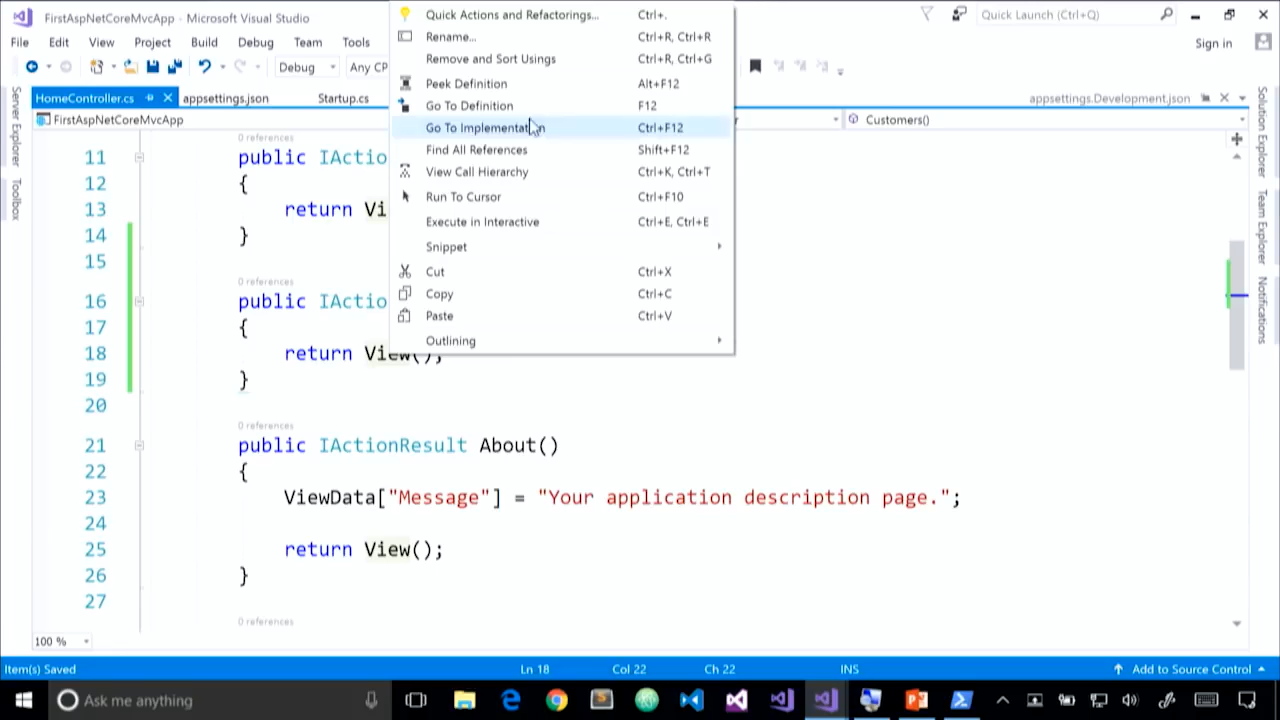 FirstAspNetCoreMvcApp - Microsoft Visual Studio
Quick Launch (Ctrl+Q)
File Edit View Project Build Debug Team Tools
Sign in
Debug Any CP
HomeController.cs appsettings.json Startup.cs appsettings.Development.json
FirstAspNetCoreMvcApp Customers()
Server Explorer
Toolbox
Solution Explorer
Team Explorer
Notifications
Quick Actions and Refactorings... Ctrl+.
Rename... Ctrl+R, Ctrl+R
Remove and Sort Usings Ctrl+R, Ctrl+G
Peek Definition Alt+F12
Go To Definition F12
Go To Implementation Ctrl+F12
Find All References Shift+F12
View Call Hierarchy Ctrl+K, Ctrl+T
Run To Cursor Ctrl+F10
Execute in Interactive Ctrl+E, Ctrl+E
Snippet
Cut Ctrl+X
Copy Ctrl+C
Paste Ctrl+V
Outlining
0 references
11 public IActio
12 {
13 return Vi
14 }
15
0 references
16 public IActio
17 {
18 return View();
19 }
20
0 references
21 public IActionResult About()
22 {
23 ViewData["Message"] = "Your application description page.";
24
25 return View();
26 }
27
0 references
100 %
Item(s) Saved Ln 18 Col 22 Ch 22 INS Add to Source Control
Ask me anything